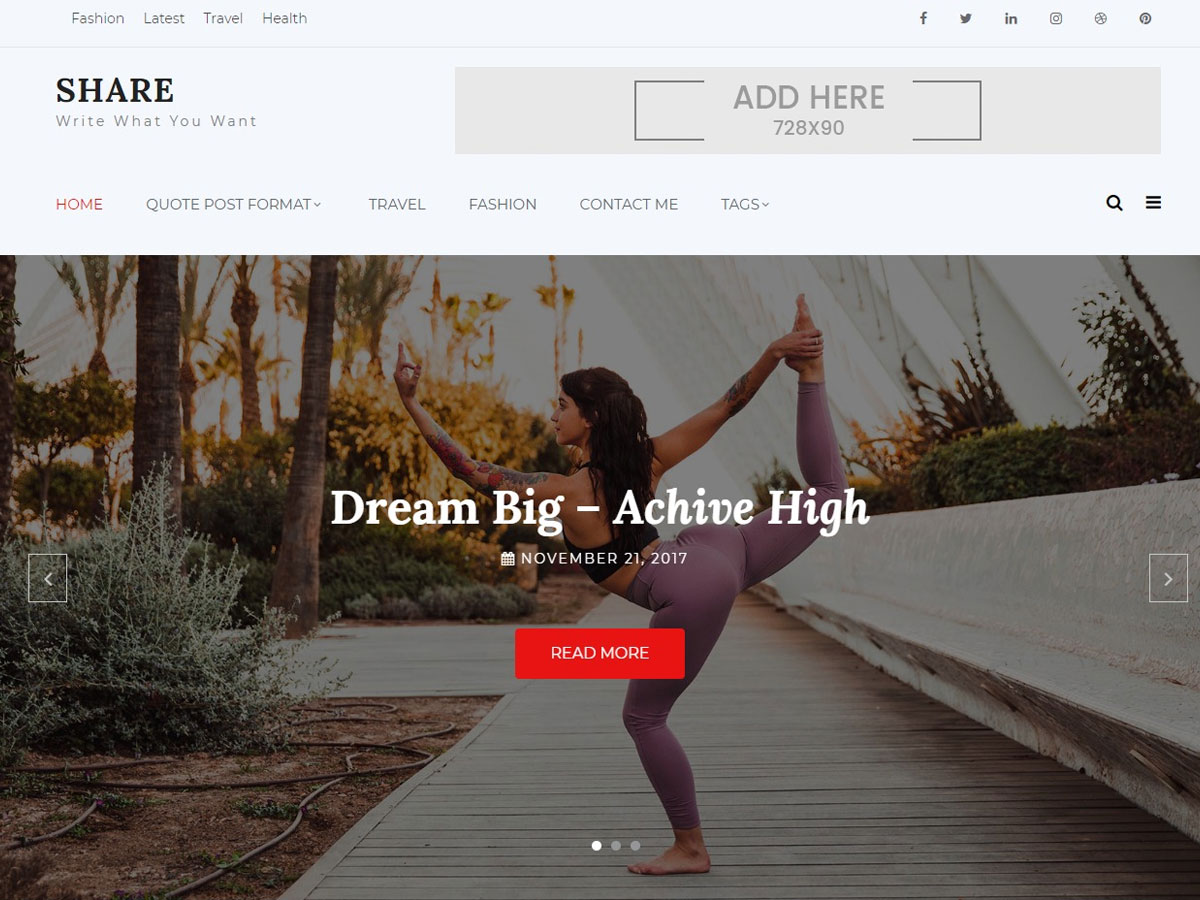 Fashion Latest Travel Health
SHARE
Write What You Want
ADD HERE
728X90
HOME QUOTE POST FORMAT TRAVEL FASHION CONTACT ME TAGS
Dream Big – Achive High
NOVEMBER 21, 2017
READ MORE